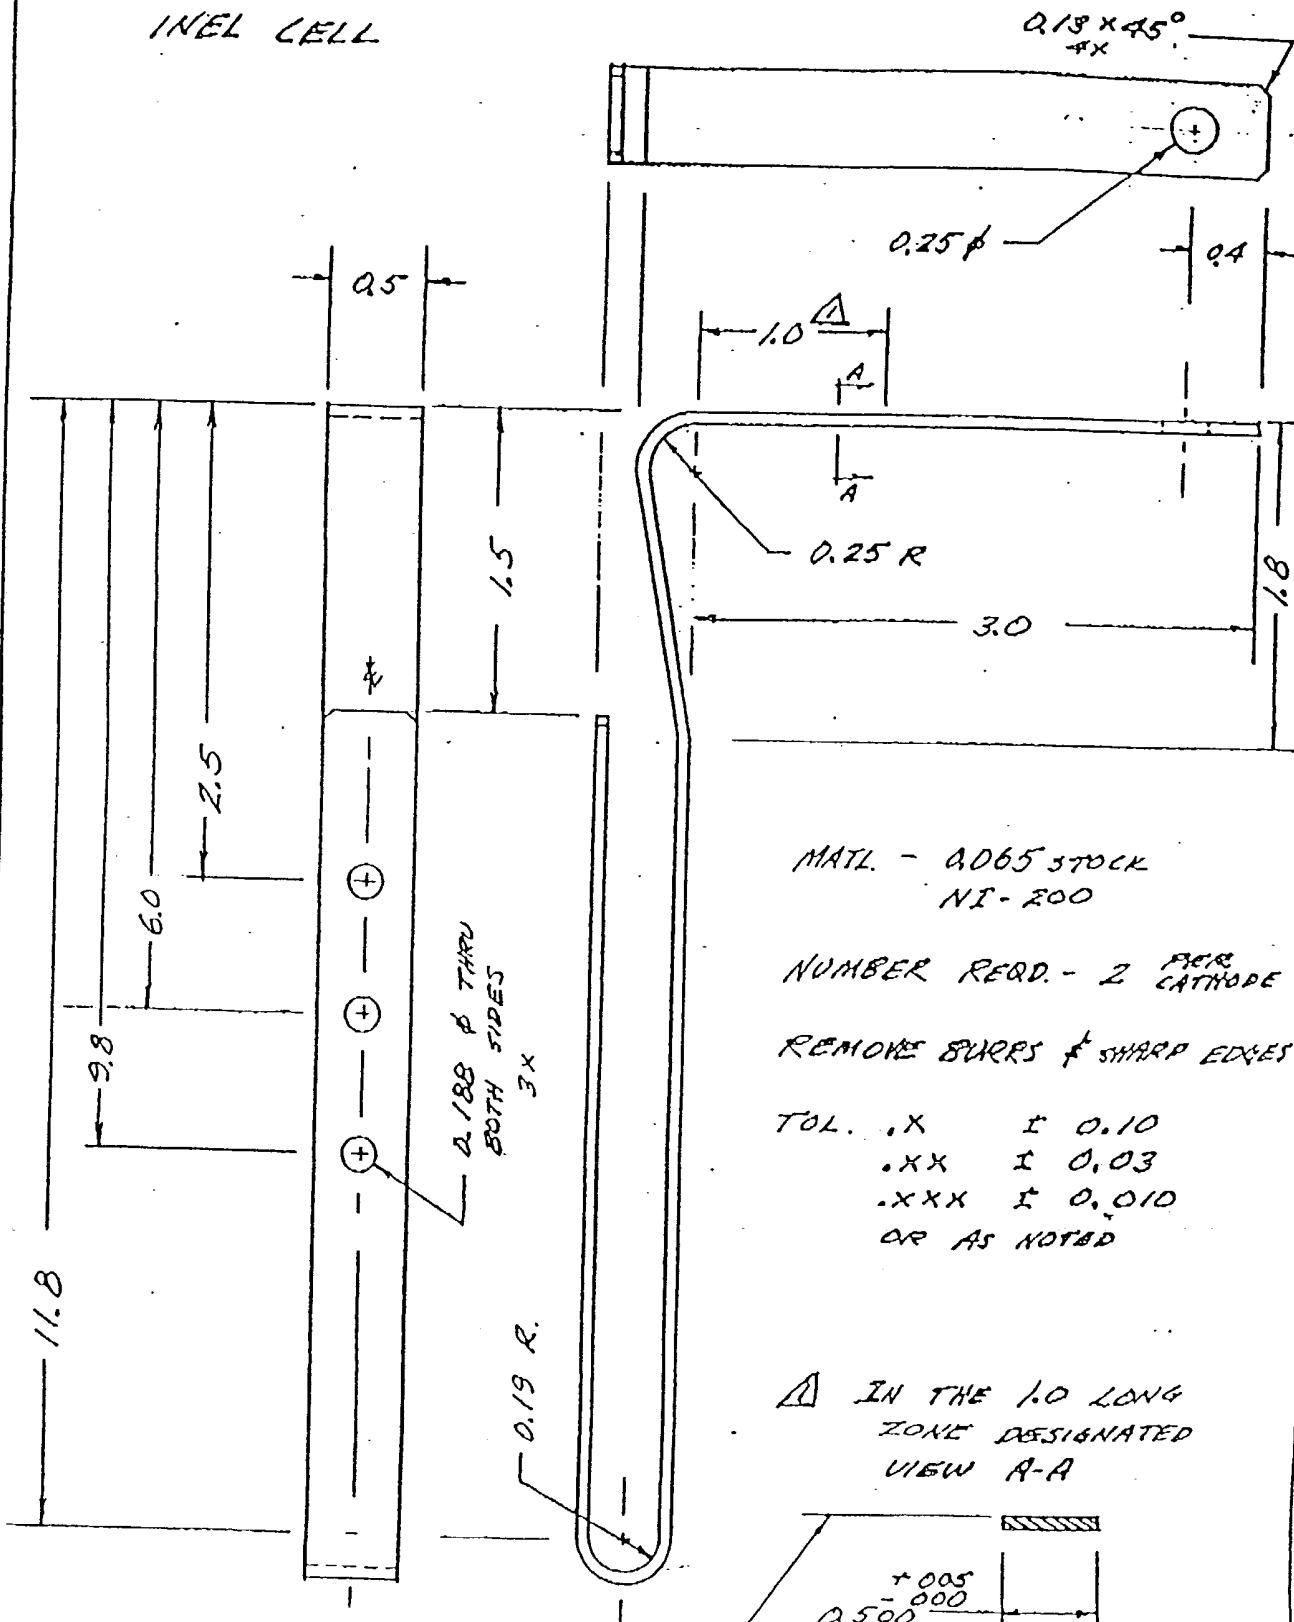 INEL CELL
0.13 x 45°
4X
0.25 ø
0.4
0.5
1.0
1
A
A
0.25 R
1.5
3.0
1.8
2.5
6.0
9.8
11.8
0.188 ø THRU
BOTH SIDES
3X
0.19 R.
MATL. - 0.065 STOCK
NI-200
NUMBER REQD. - 2 PER CATHODE
REMOVE BURRS & SHARP EDGES
TOL. .X ± 0.10
.XX ± 0.03
.XXX ± 0.010
OR AS NOTED
1 IN THE 1.0 LONG
ZONE DESIGNATED
VIEW A-A
+.005
-.000
0.500